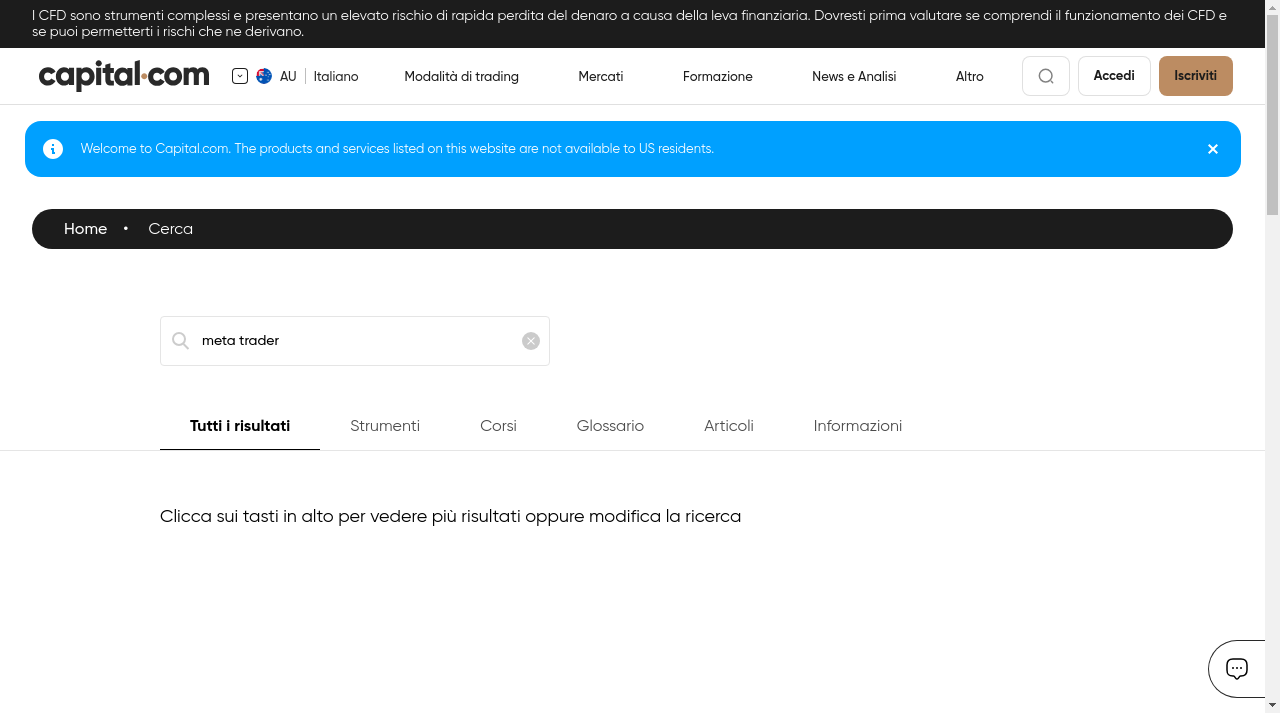 I CFD sono strumenti complessi e presentano un elevato rischio di rapida perdita del denaro a causa della leva finanziaria. Dovresti prima valutare se comprendi il funzionamento dei CFD e
se puoi permetterti i rischi che ne derivano.
capital.com
AU
Italiano
Modalità di trading
Mercati
Formazione
News e Analisi
Altro
Accedi
Iscriviti
Welcome to Capital.com. The products and services listed on this website are not available to US residents.
Home • Cerca
meta trader
Tutti i risultati
Strumenti
Corsi
Glossario
Articoli
Informazioni
Clicca sui tasti in alto per vedere più risultati oppure modifica la ricerca